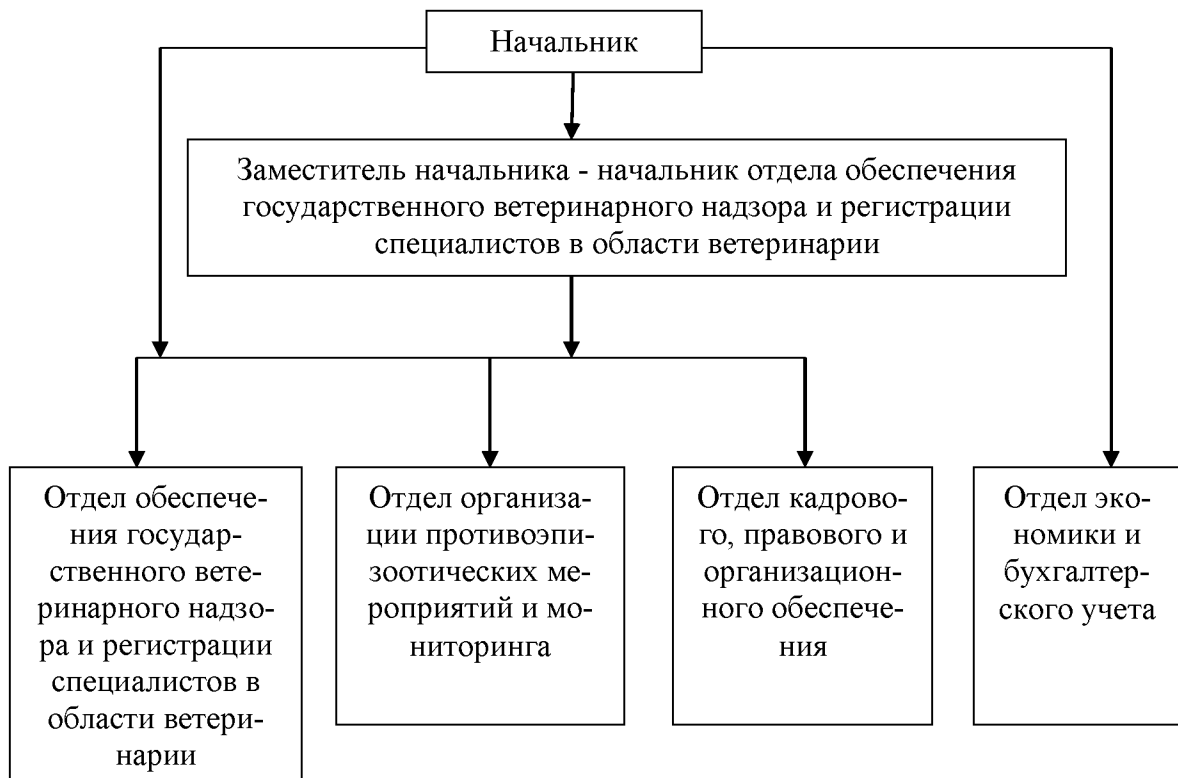 Начальник
Заместитель начальника - начальник отдела обеспечения
государственного ветеринарного надзора и регистрации
специалистов в области ветеринарии
Отдел обеспече-
ния государ-
ственного вете-
ринарного надзо-
ра и регистрации
специалистов в
области ветери-
нарии
Отдел организа-
ции противоэпи-
зоотических ме-
роприятий и мо-
ниторинга
Отдел кадрово-
го, правового и
организацион-
ного обеспече-
ния
Отдел эко-
номики и
бухгалтер-
ского учета